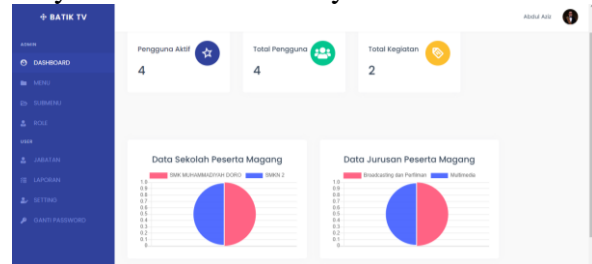 BATIK TV
Abdul Aziz
ADMIN
DASHBOARD
MENU
SUBMENU
ROLE
USER
JABATAN
LAPORAN
SETTING
GANTI PASSWORD
Pengguna Aktif
4
Total Pengguna
4
Total Kegiatan
2
Data Sekolah Peserta Magang
SMK MUHAMMADIYAH DORO SMKN 2
1.0
0.9
0.8
0.7
0.6
0.5
0.4
0.3
0.2
0.1
0
Data Jurusan Peserta Magang
Broadcasting dan Perfilman Multimedia
1.0
0.9
0.8
0.7
0.6
0.5
0.4
0.3
0.2
0.1
0